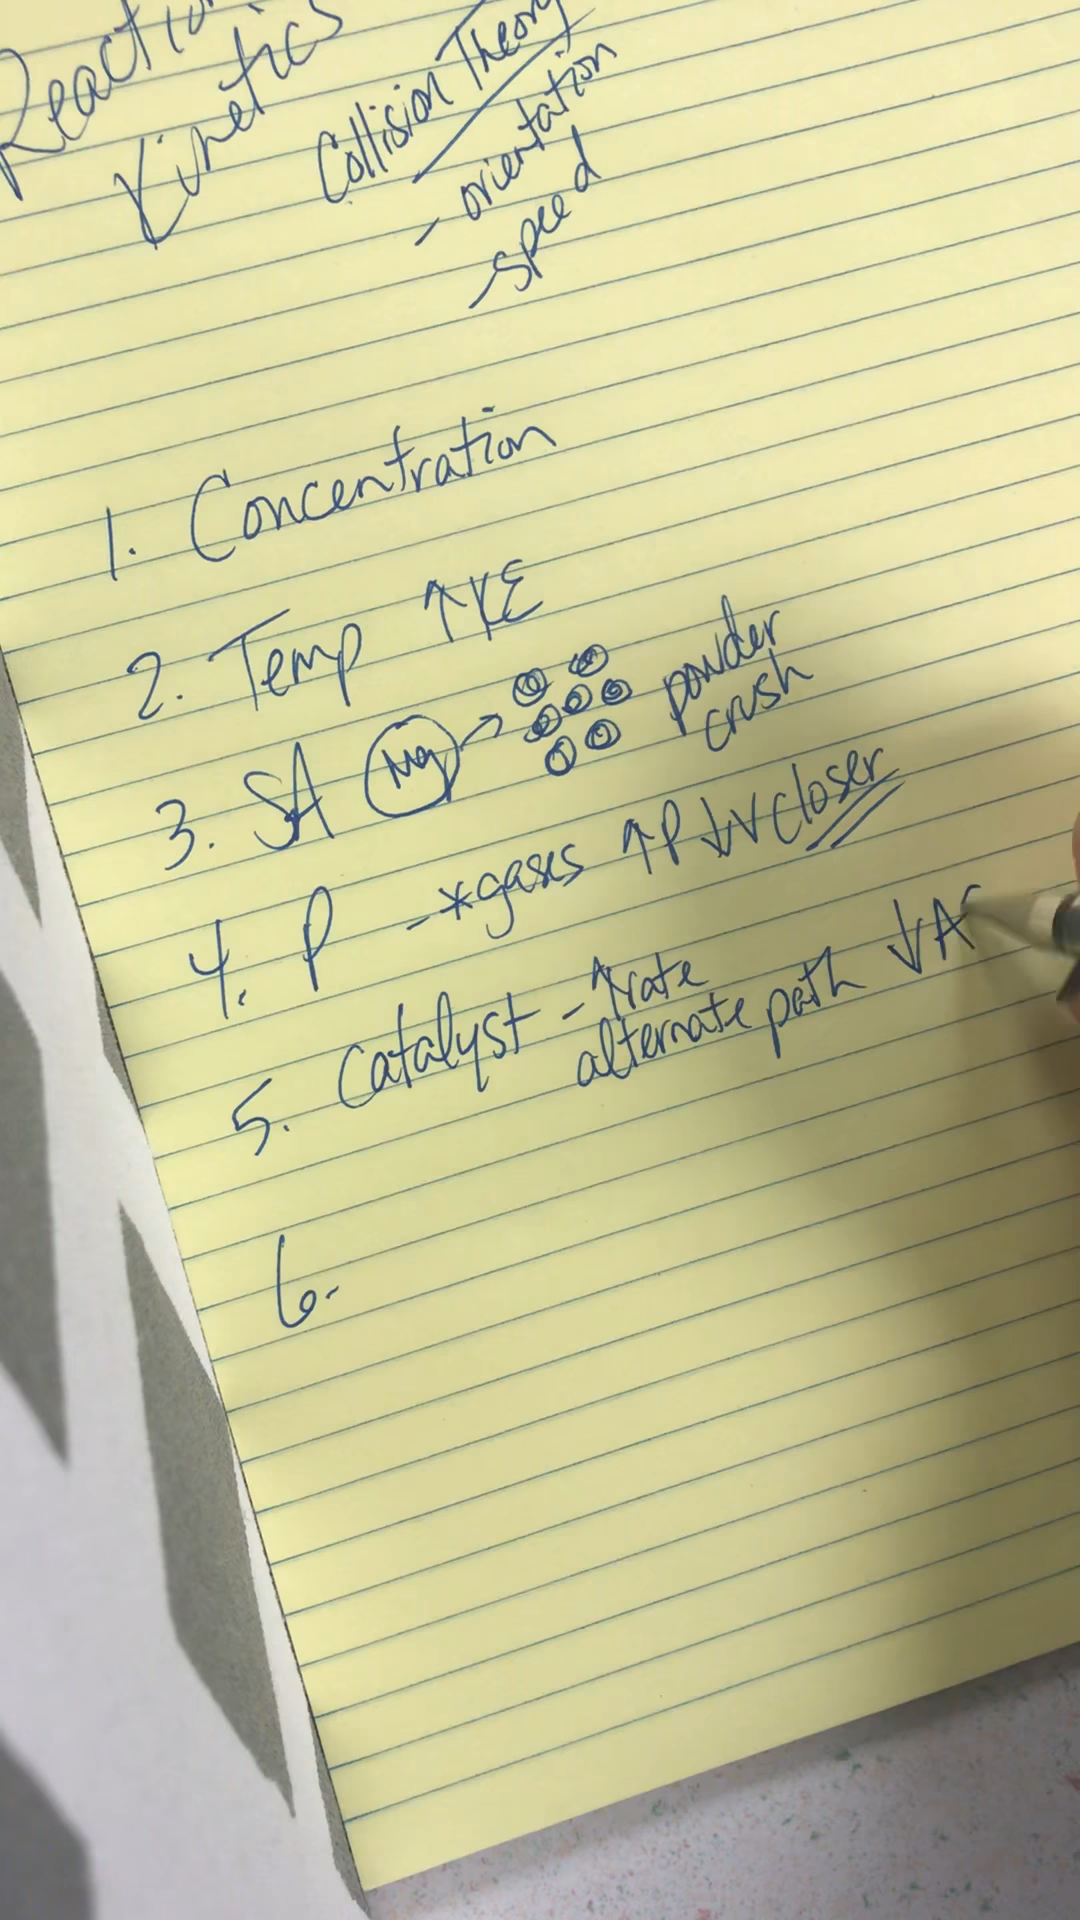 Reaction
Kinetics
Collision Theory
- orientation
- speed
1. Concentration
2. Temp ↑KE
3. SA Mg → powder
crush
4. P - *gases ↑P ↓V closer
5. Catalyst - ↑rate
alternate path ↓A
6.